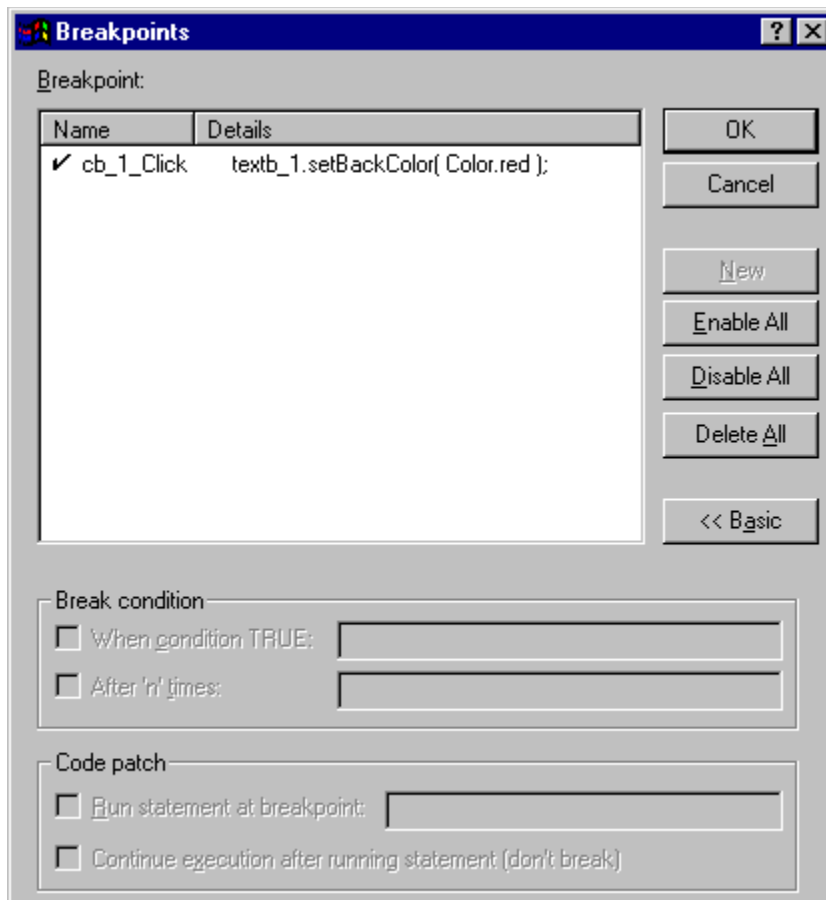 Breakpoints
Breakpoint:
Name Details
✔ cb_1_Click textb_1.setBackColor( Color.red );
OK
Cancel
New
Enable All
Disable All
Delete All
<< Basic
Break condition
When condition TRUE:
After 'n' times:
Code patch
Run statement at breakpoint:
Continue execution after running statement (don't break)